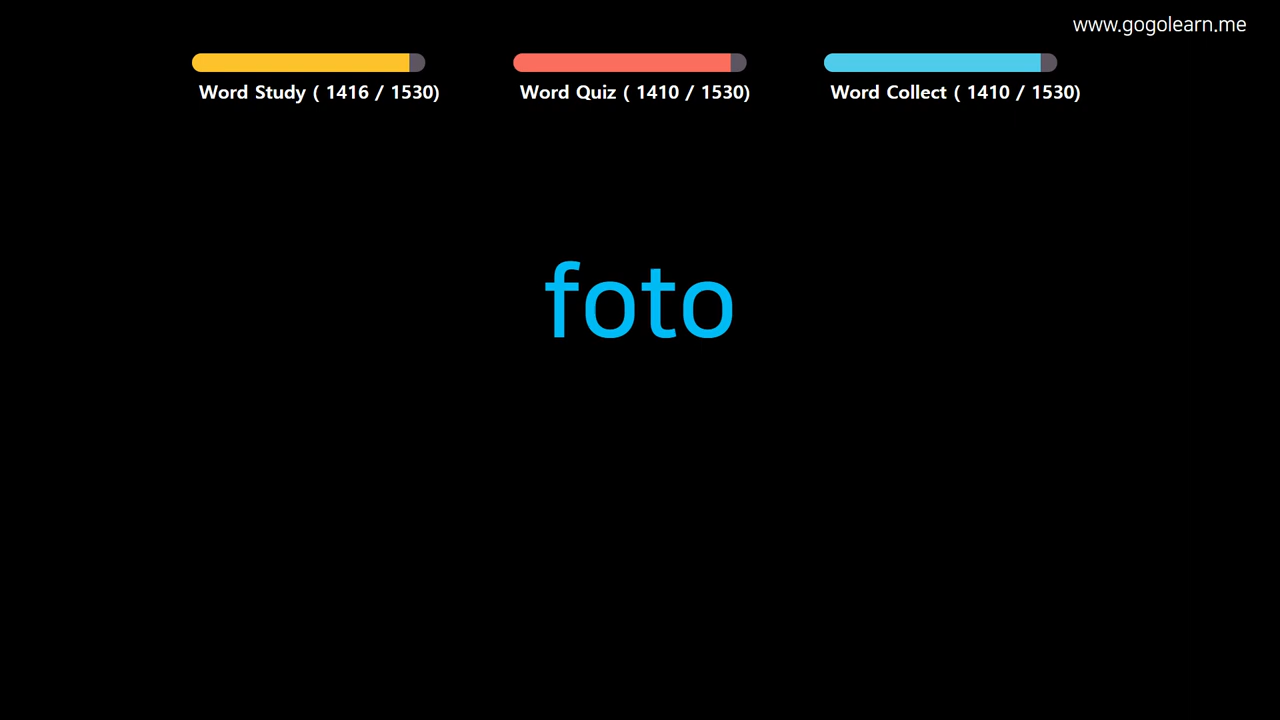 www.gogolearn.me
Word Study ( 1416 / 1530)
Word Quiz ( 1410 / 1530)
Word Collect ( 1410 / 1530)
foto